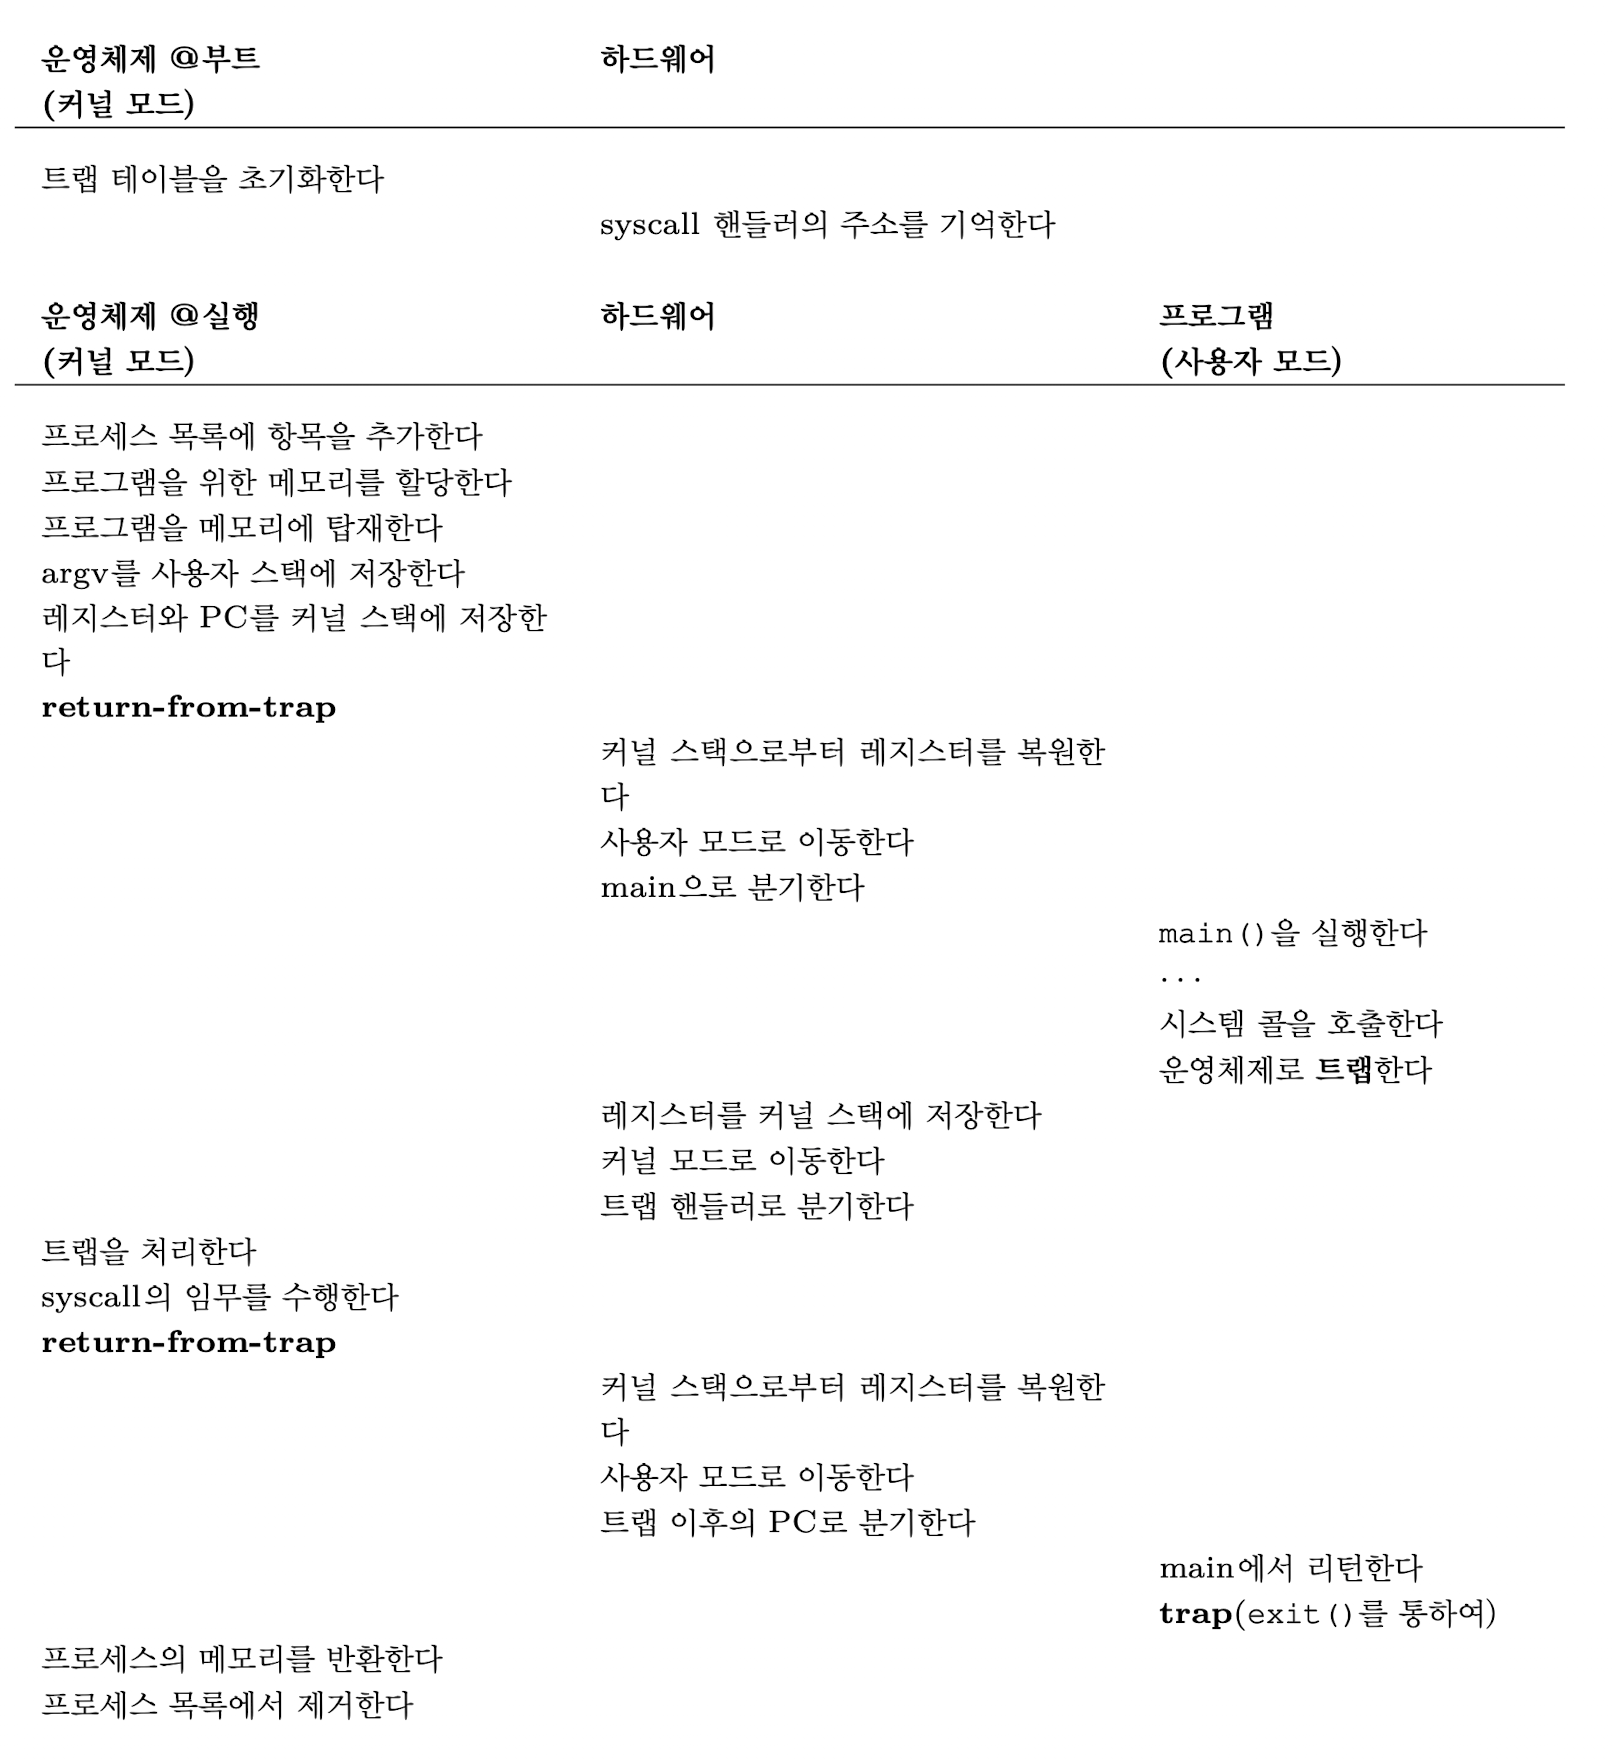 운영체제 @부트 하드웨어
(커널 모드)
트랩 테이블을 초기화한다
syscall 핸들러의 주소를 기억한다
운영체제 @실행 하드웨어 프로그램
(커널 모드) (사용자 모드)
프로세스 목록에 항목을 추가한다
프로그램을 위한 메모리를 할당한다
프로그램을 메모리에 탑재한다
argv를 사용자 스택에 저장한다
레지스터와 PC를 커널 스택에 저장한
다
return-from-trap
커널 스택으로부터 레지스터를 복원한
다
사용자 모드로 이동한다
main으로 분기한다
main()을 실행한다
...
시스템 콜을 호출한다
운영체제로 트랩한다
레지스터를 커널 스택에 저장한다
커널 모드로 이동한다
트랩 핸들러로 분기한다
트랩을 처리한다
syscall의 임무를 수행한다
return-from-trap
커널 스택으로부터 레지스터를 복원한
다
사용자 모드로 이동한다
트랩 이후의 PC로 분기한다
main에서 리턴한다
trap(exit()를 통하여)
프로세스의 메모리를 반환한다
프로세스 목록에서 제거한다